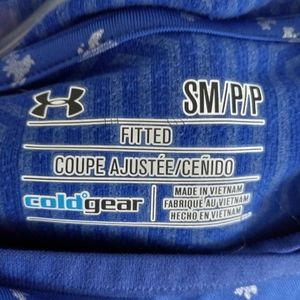 SM/P/P
FITTED
COUPE AJUSTÉE/CEÑIDO
coldgear
MADE IN VIETNAM
FABRIQUÉ AU VIETNAM
HECHO EN VIETNAM